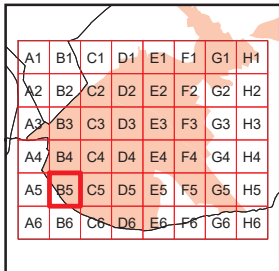 A1 B1 C1 D1 E1 F1 G1 H1
A2 B2 C2 D2 E2 F2 G2 H2
A3 B3 C3 D3 E3 F3 G3 H3
A4 B4 C4 D4 E4 F4 G4 H4
A5 B5 C5 D5 E5 F5 G5 H5
A6 B6 C6 D6 E6 F6 G6 H6